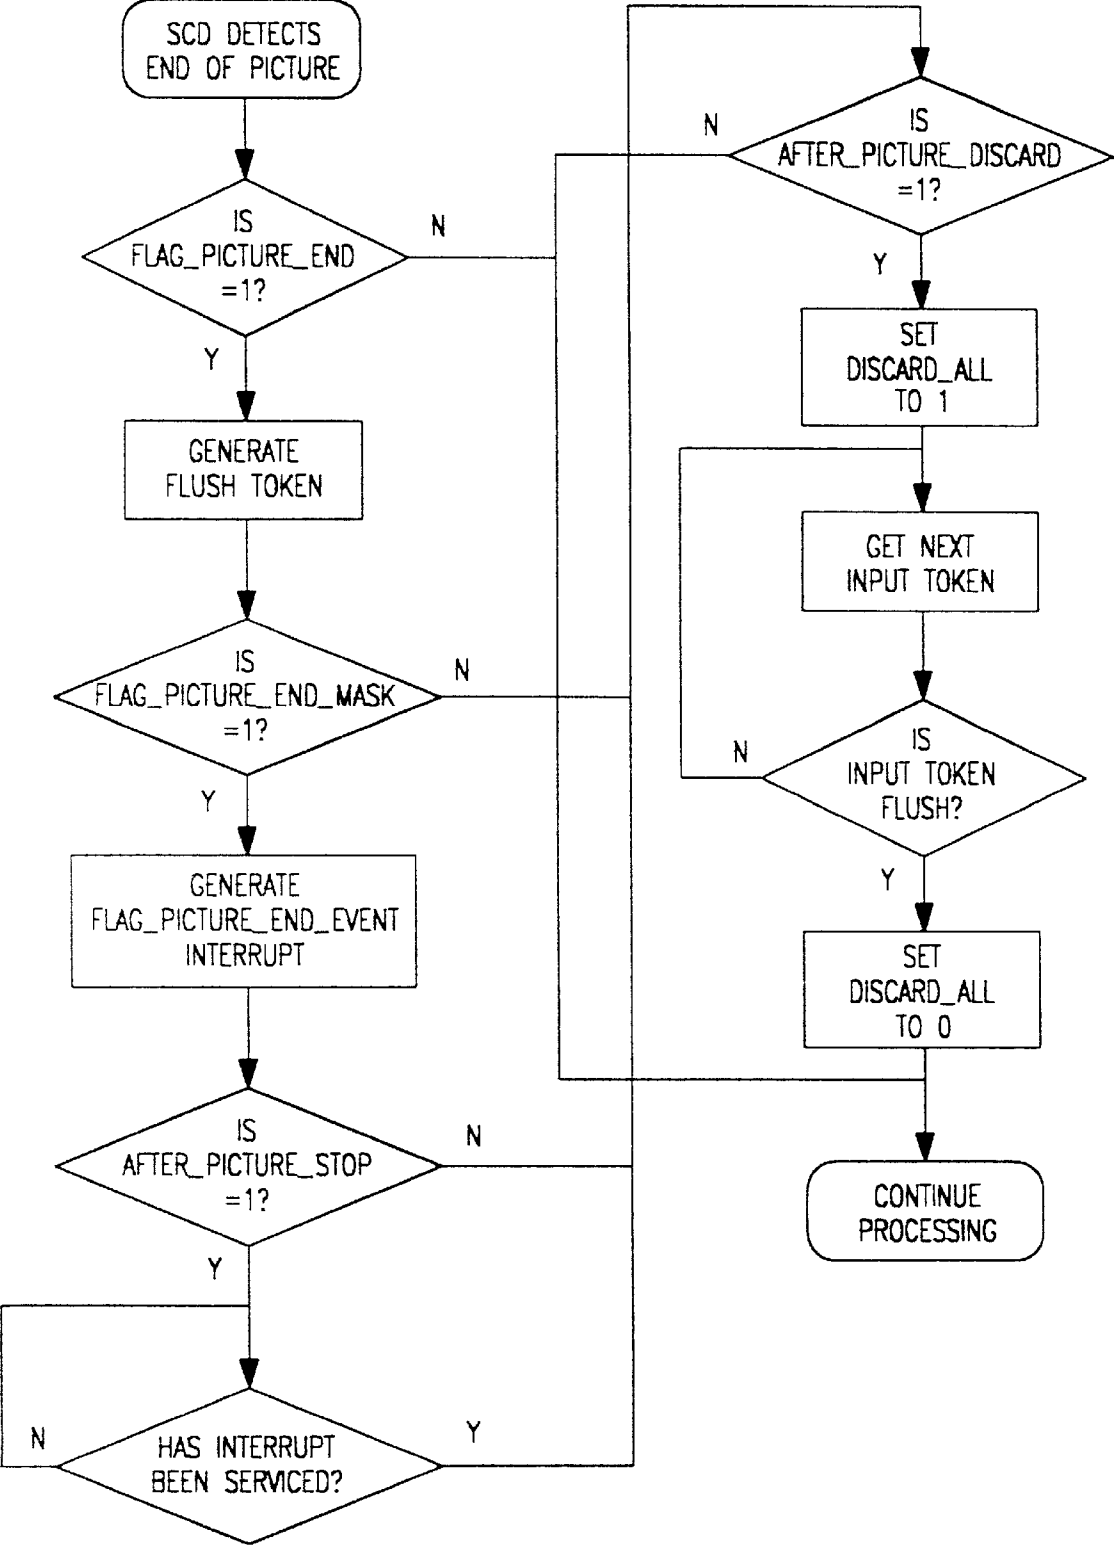 SCD DETECTS
END OF PICTURE
IS
FLAG_PICTURE_END
=1?
N
Y
GENERATE
FLUSH TOKEN
IS
FLAG_PICTURE_END_MASK
=1?
N
Y
GENERATE
FLAG_PICTURE_END_EVENT
INTERRUPT
IS
AFTER_PICTURE_STOP
=1?
N
Y
HAS INTERRUPT
BEEN SERVICED?
N
Y
IS
AFTER_PICTURE_DISCARD
=1?
N
Y
SET
DISCARD_ALL
TO 1
GET NEXT
INPUT TOKEN
IS
INPUT TOKEN
FLUSH?
N
Y
SET
DISCARD_ALL
TO 0
CONTINUE
PROCESSING